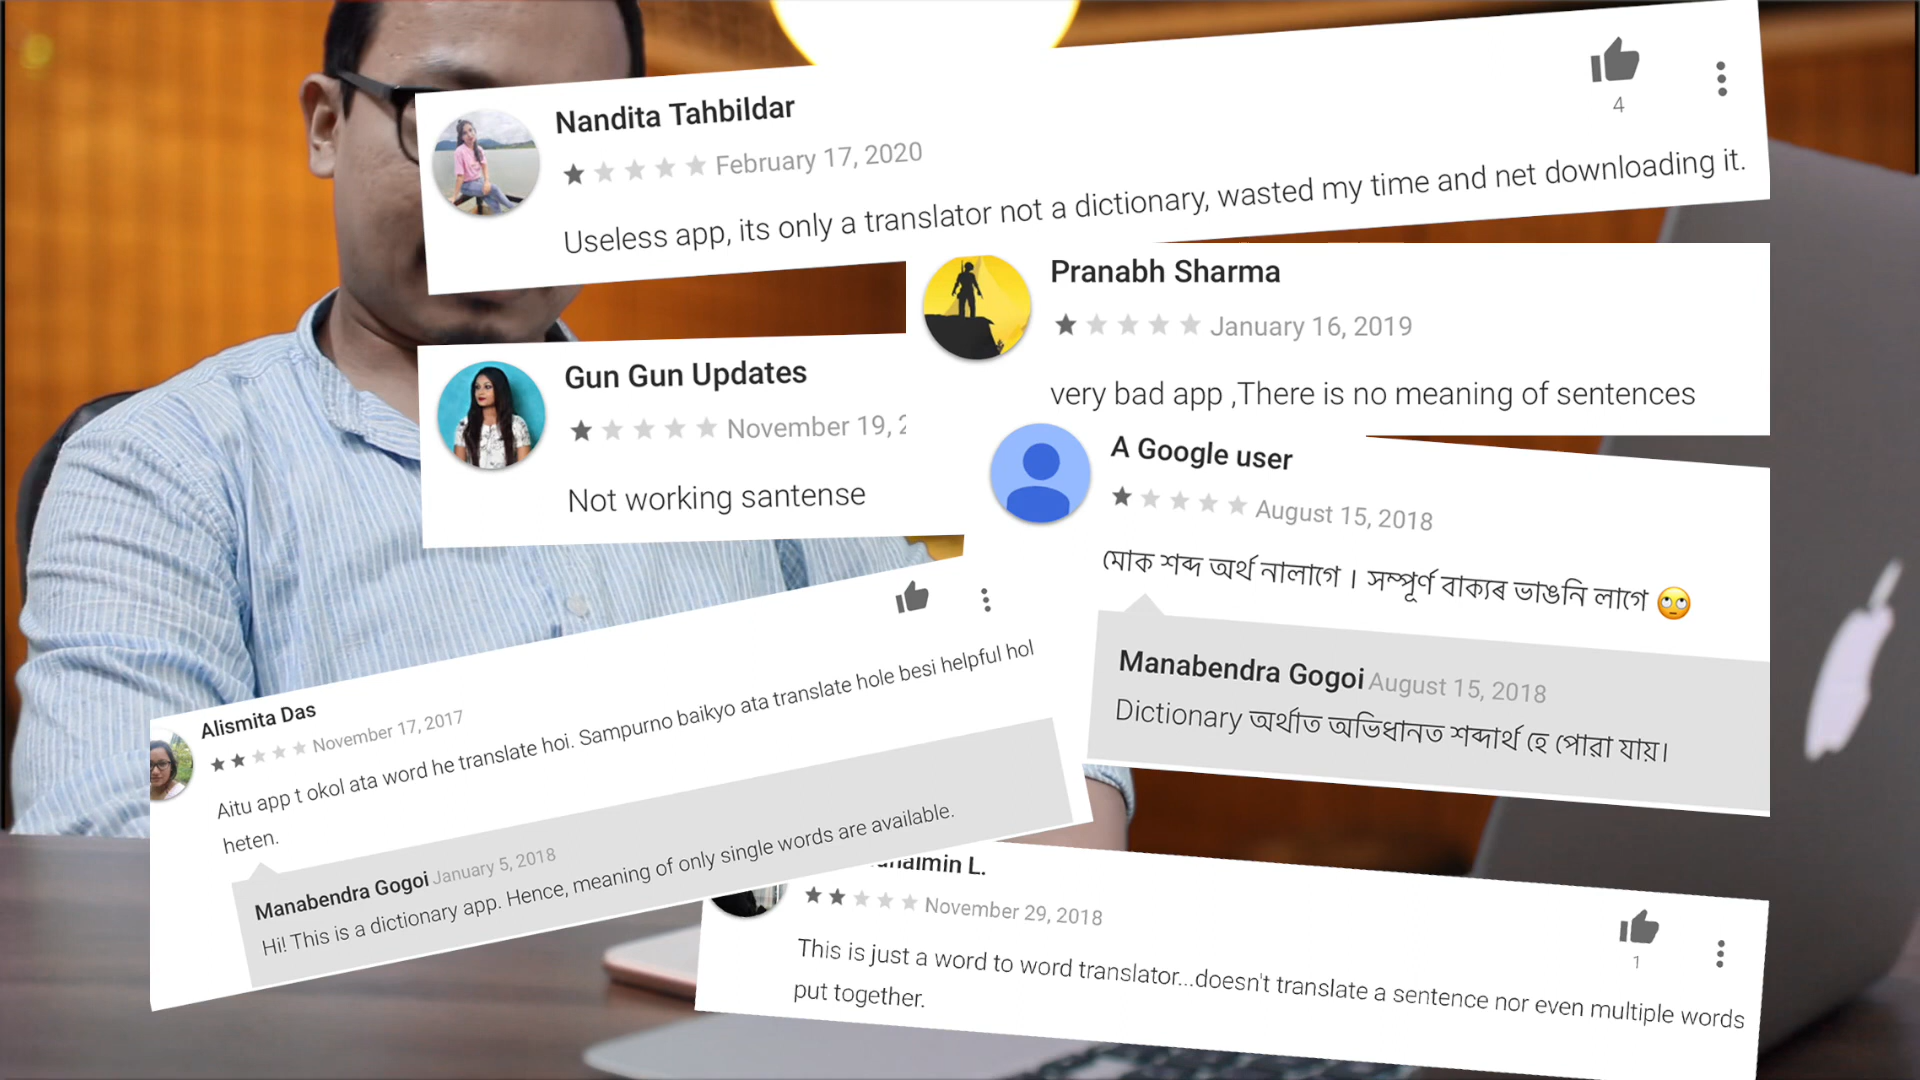 Nandita Tahbildar
February 17, 2020
4
Useless app, its only a translator not a dictionary, wasted my time and net downloading it.
Pranabh Sharma
January 16, 2019
very bad app ,There is no meaning of sentences
Gun Gun Updates
November 19,
Not working santense
A Google user
August 15, 2018
মোক শব্দ অৰ্থ নালাগে । সম্পূৰ্ণ বাক্যৰ ভাঙনি লাগে 🙄
Manabendra Gogoi August 15, 2018
Dictionary অৰ্থাত অভিধানত শব্দাৰ্থ হে পোৱা যায়।
Alismita Das
November 17, 2017
Aitu app t okol ata word he translate hoi. Sampurno baikyo ata translate hole besi helpful hol
heten.
Manabendra Gogoi January 5, 2018
Hi! This is a dictionary app. Hence, meaning of only single words are available.
L.
November 29, 2018
1
This is just a word to word translator...doesn't translate a sentence nor even multiple words
put together.